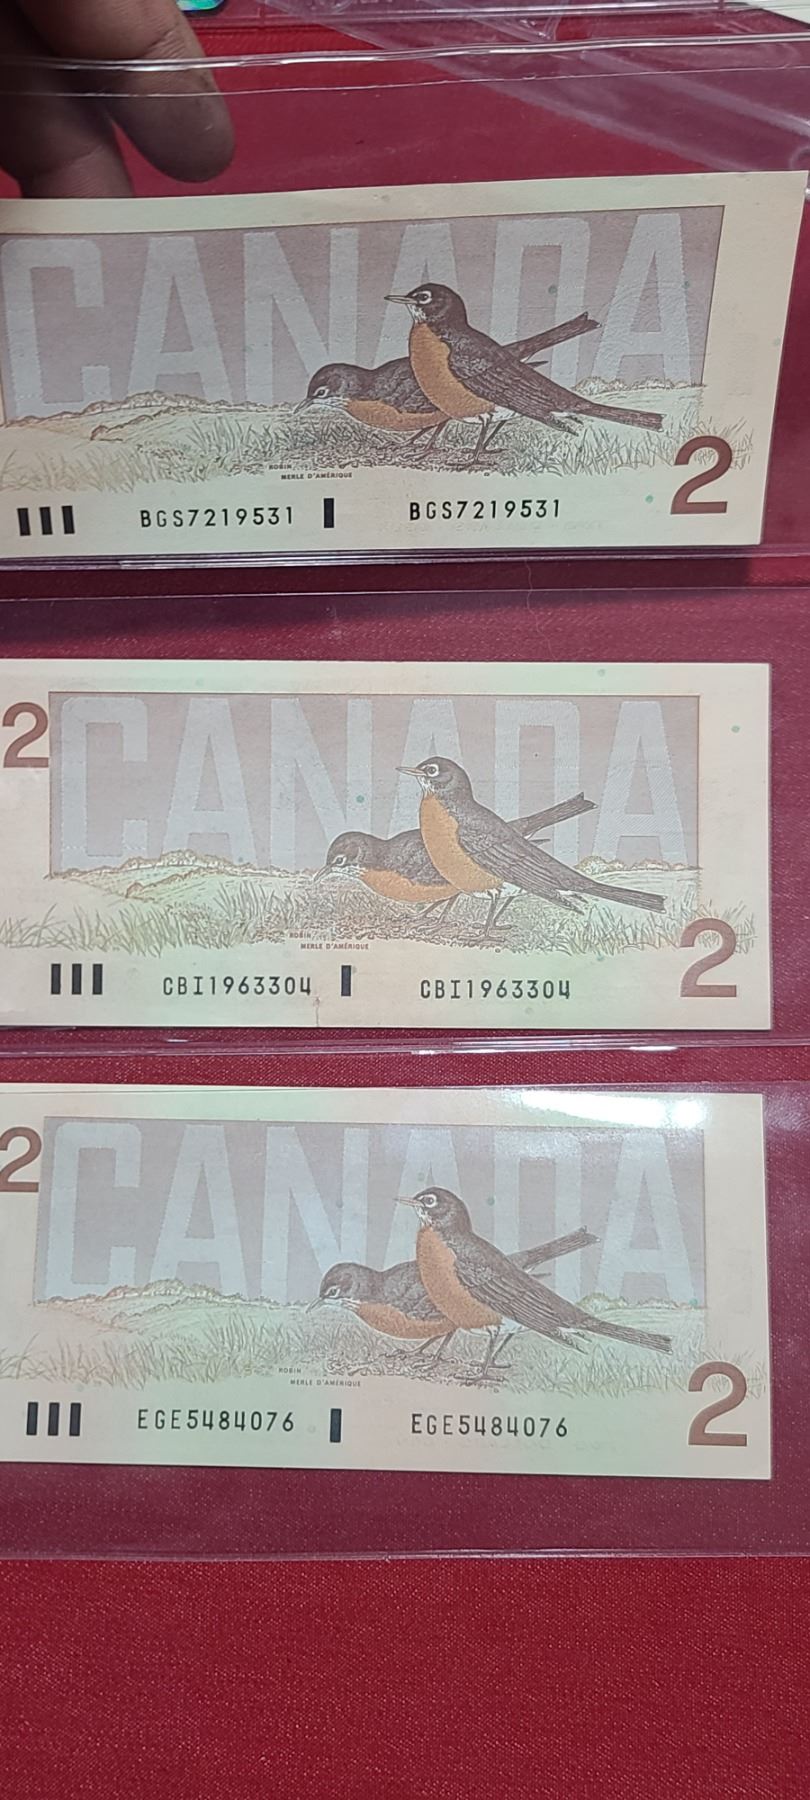 CANADA
ROBIN
MERLE D'AMÉRIQUE
BGS7219531 BGS7219531
2
2
CANADA
ROBIN
MERLE D'AMÉRIQUE
CBI1963304 CBI1963304
2
2
CANADA
ROBIN
MERLE D'AMÉRIQUE
EGE5484076 EGE5484076
2